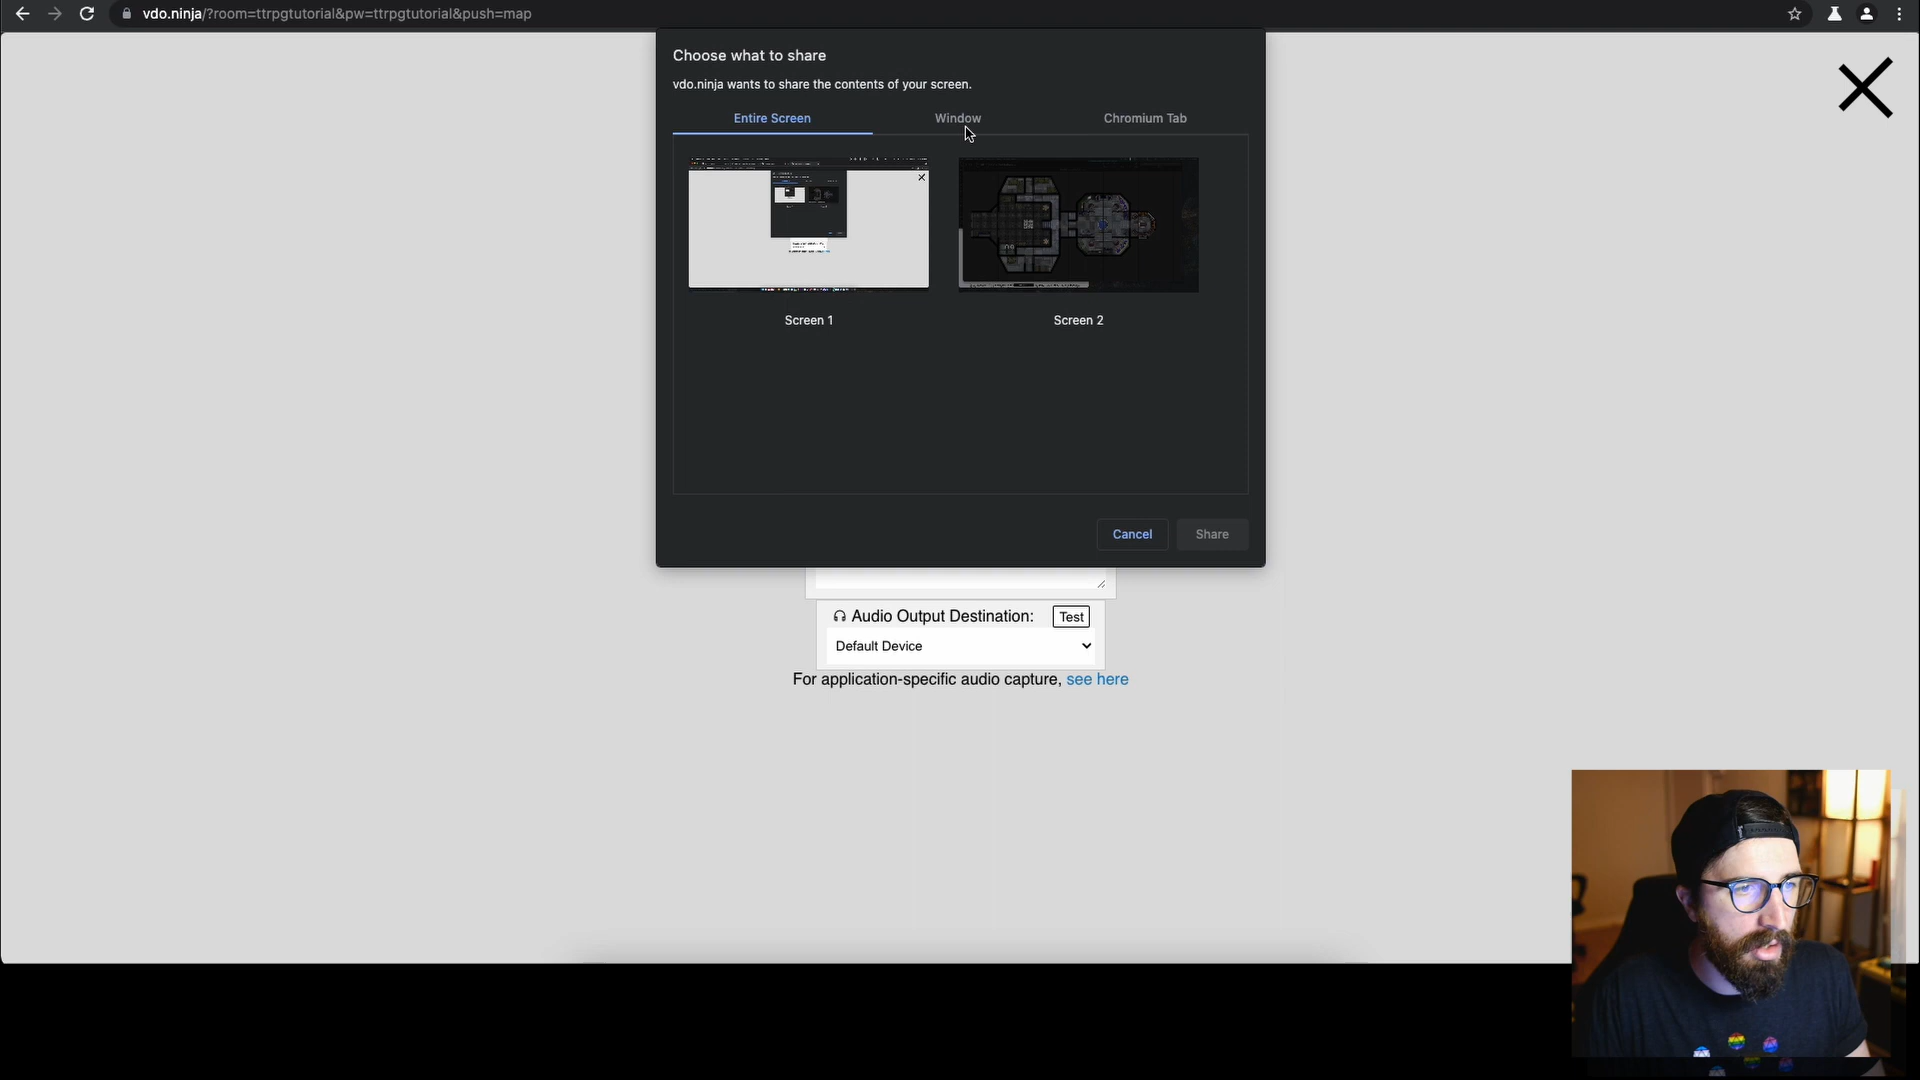 vdo.ninja/?room=ttrpgtutorial&pw=ttrpgtutorial&push=map
Choose what to share
vdo.ninja wants to share the contents of your screen.
Entire Screen
Window
Chromium Tab
Screen 1
Screen 2
Cancel
Share
Audio Output Destination:
Test
Default Device
For application-specific audio capture, see here